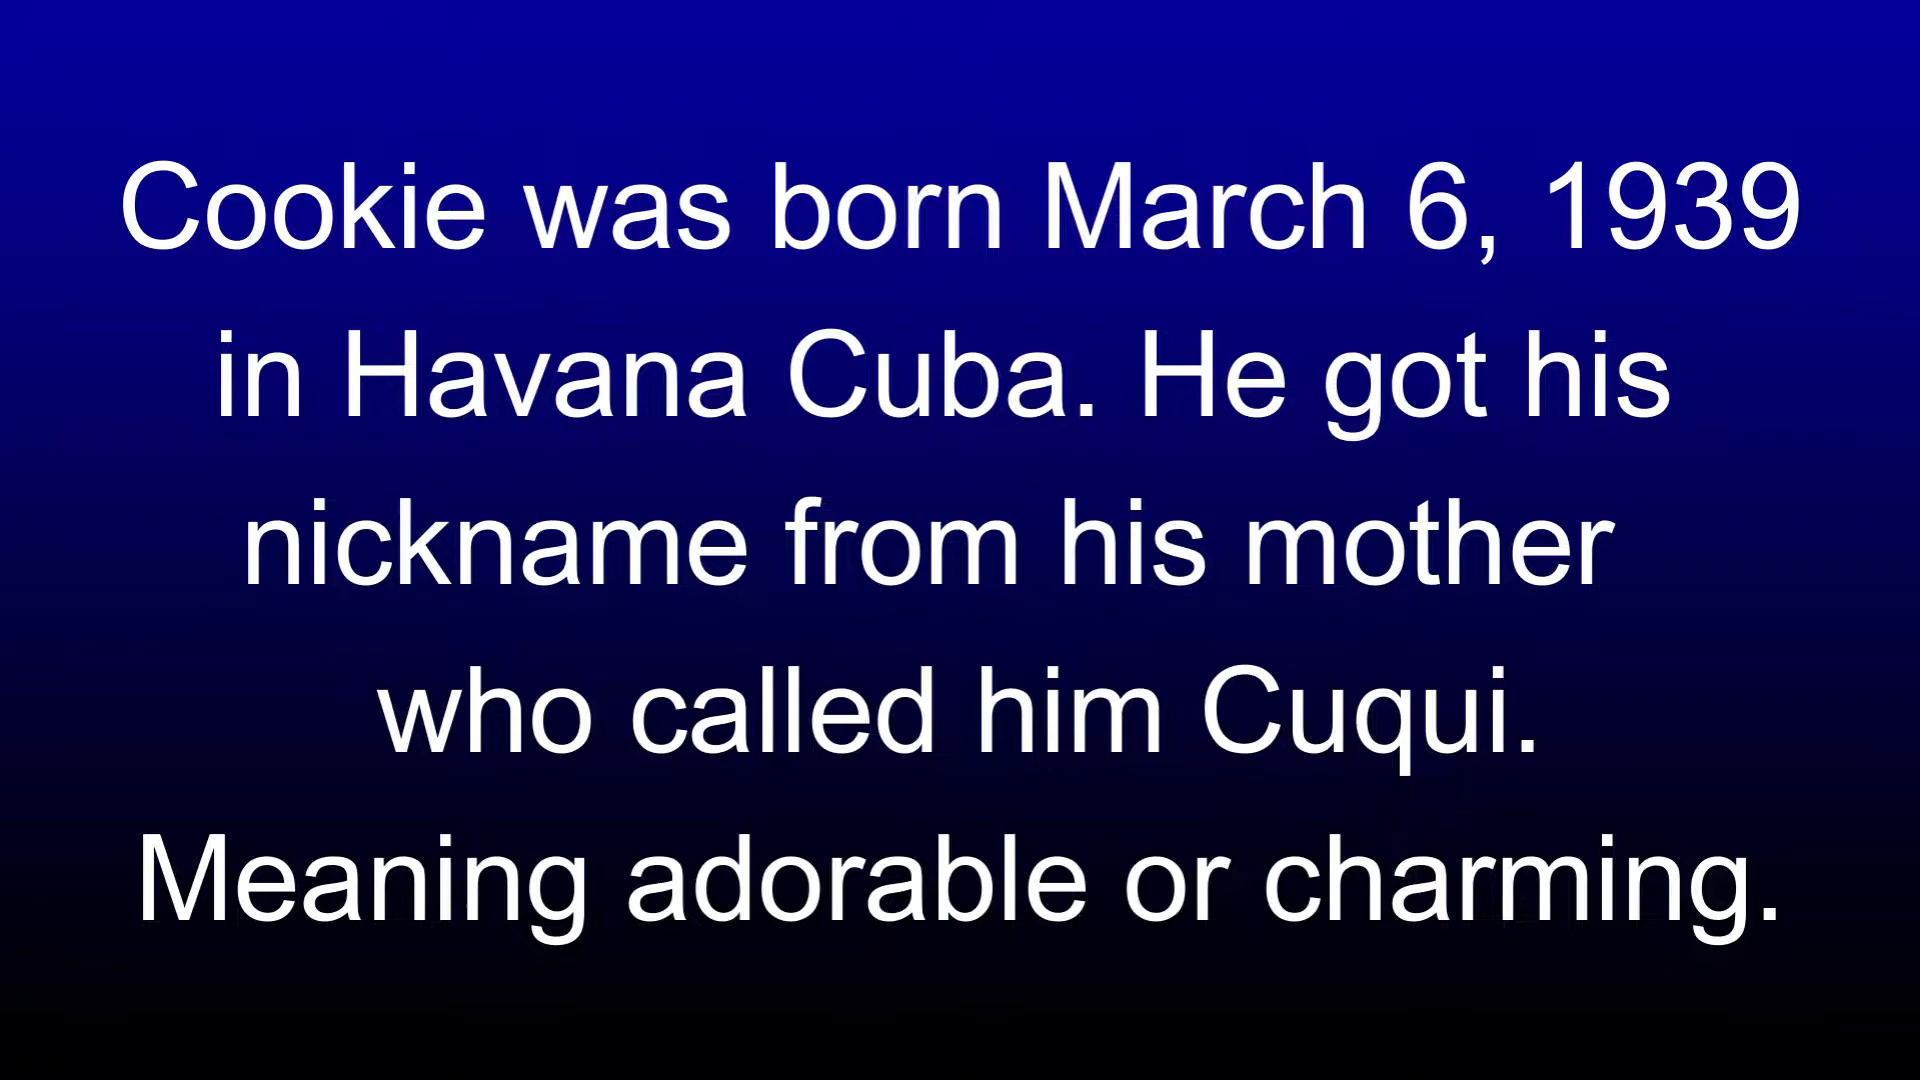 Cookie was born March 6, 1939
in Havana Cuba. He got his
nickname from his mother
who called him Cuqui.
Meaning adorable or charming.